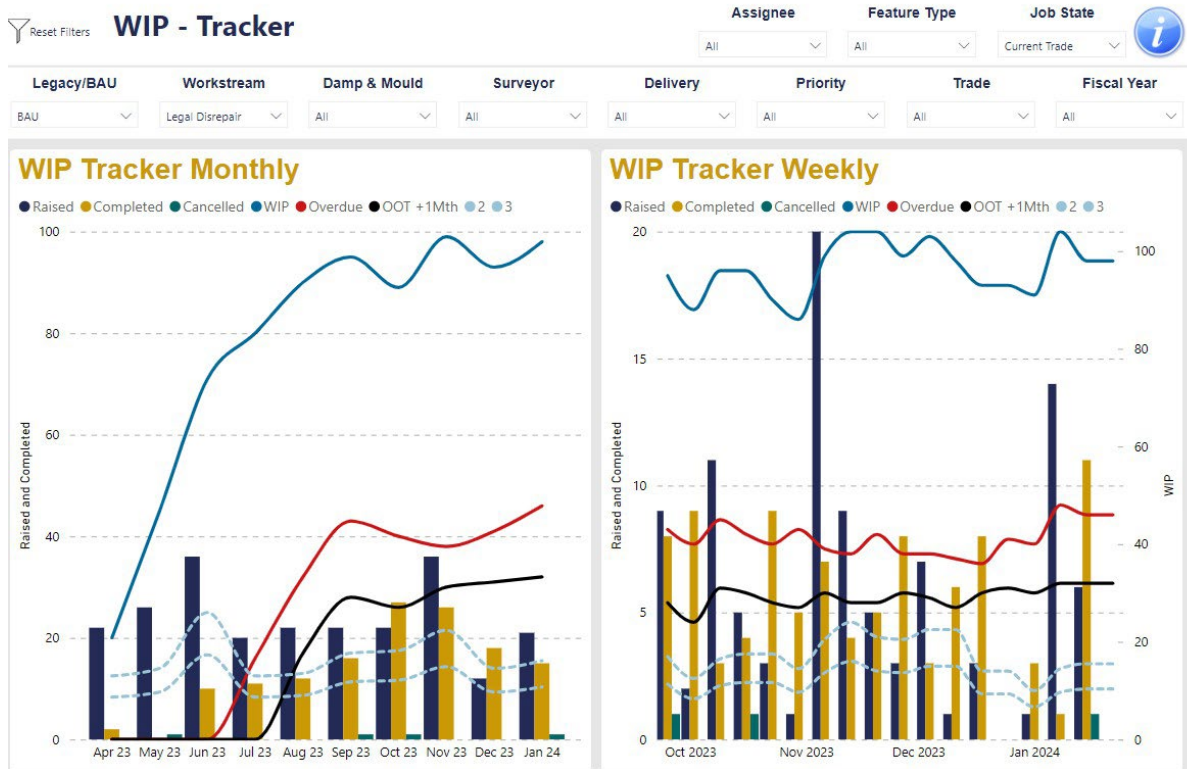 Reset Filters
WIP - Tracker
Assignee
Feature Type
Job State
All
All
Current Trade
i
Legacy/BAU
Workstream
Damp & Mould
Surveyor
Delivery
Priority
Trade
Fiscal Year
BAU
Legal Disrepair
All
All
All
All
All
All
WIP Tracker Monthly
Raised Completed Cancelled WIP Overdue OOT +1Mth 2 3
100
80
60
40
20
0
Raised and Completed
Apr 23 May 23 Jun 23 Jul 23 Aug 23 Sep 23 Oct 23 Nov 23 Dec 23 Jan 24
WIP Tracker Weekly
Raised Completed Cancelled WIP Overdue OOT +1Mth 2 3
20
15
10
5
0
Raised and Completed
100
80
60
40
20
0
WIP
Oct 2023 Nov 2023 Dec 2023 Jan 2024